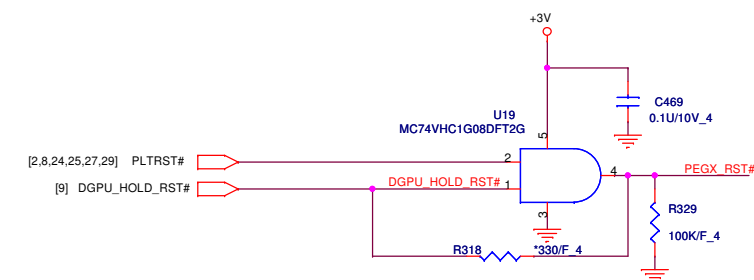 +3V
C469
0.1U/10V_4
U19
MC74VHC1G08DFT2G
5
[2,8,24,25,27,29] PLTRST#
2
[9] DGPU_HOLD_RST#
DGPU_HOLD_RST#
1
4
PEGX_RST#
3
R329
100K/F_4
R318
*330/F_4